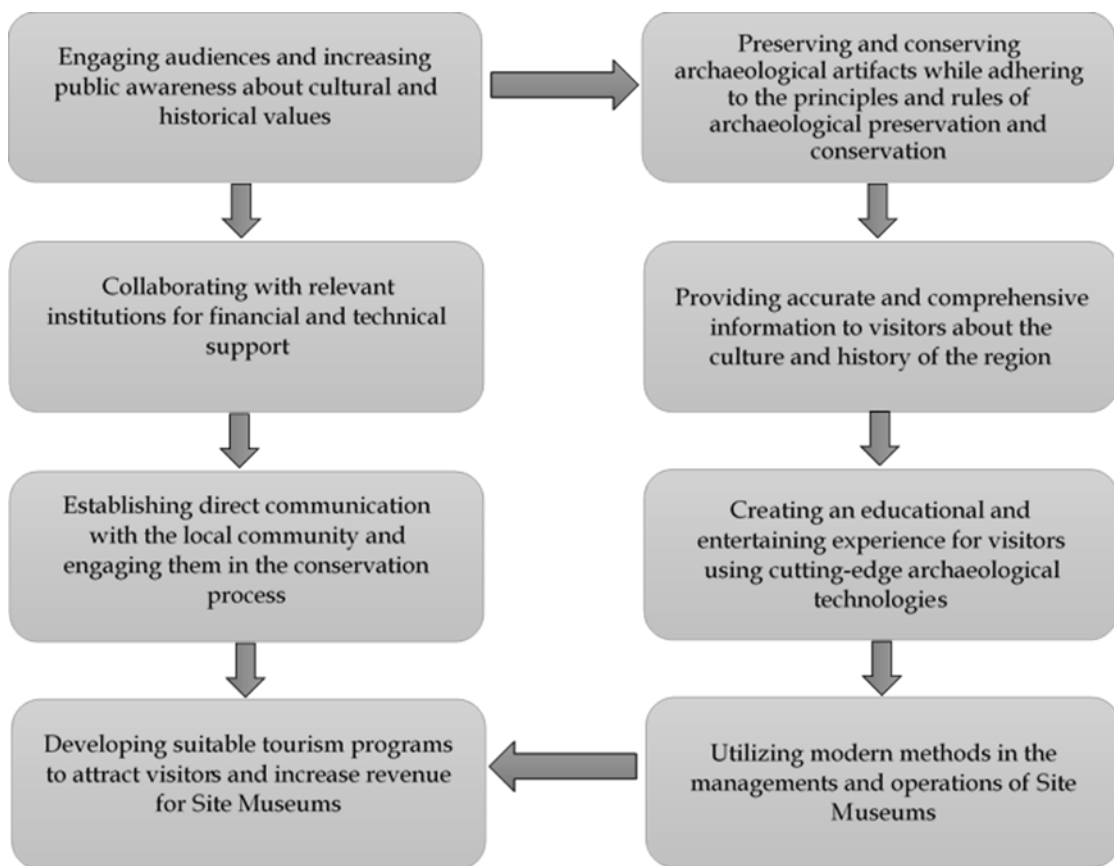 Engaging audiences and increasing
public awareness about cultural and
historical values
Preserving and conserving
archaeological artifacts while adhering
to the principles and rules of
archaeological preservation and
conservation
Collaborating with relevant
institutions for financial and technical
support
Providing accurate and comprehensive
information to visitors about the
culture and history of the region
Establishing direct communication
with the local community and
engaging them in the conservation
process
Creating an educational and
entertaining experience for visitors
using cutting-edge archaeological
technologies
Developing suitable tourism programs
to attract visitors and increase revenue
for Site Museums
Utilizing modern methods in the
managements and operations of Site
Museums